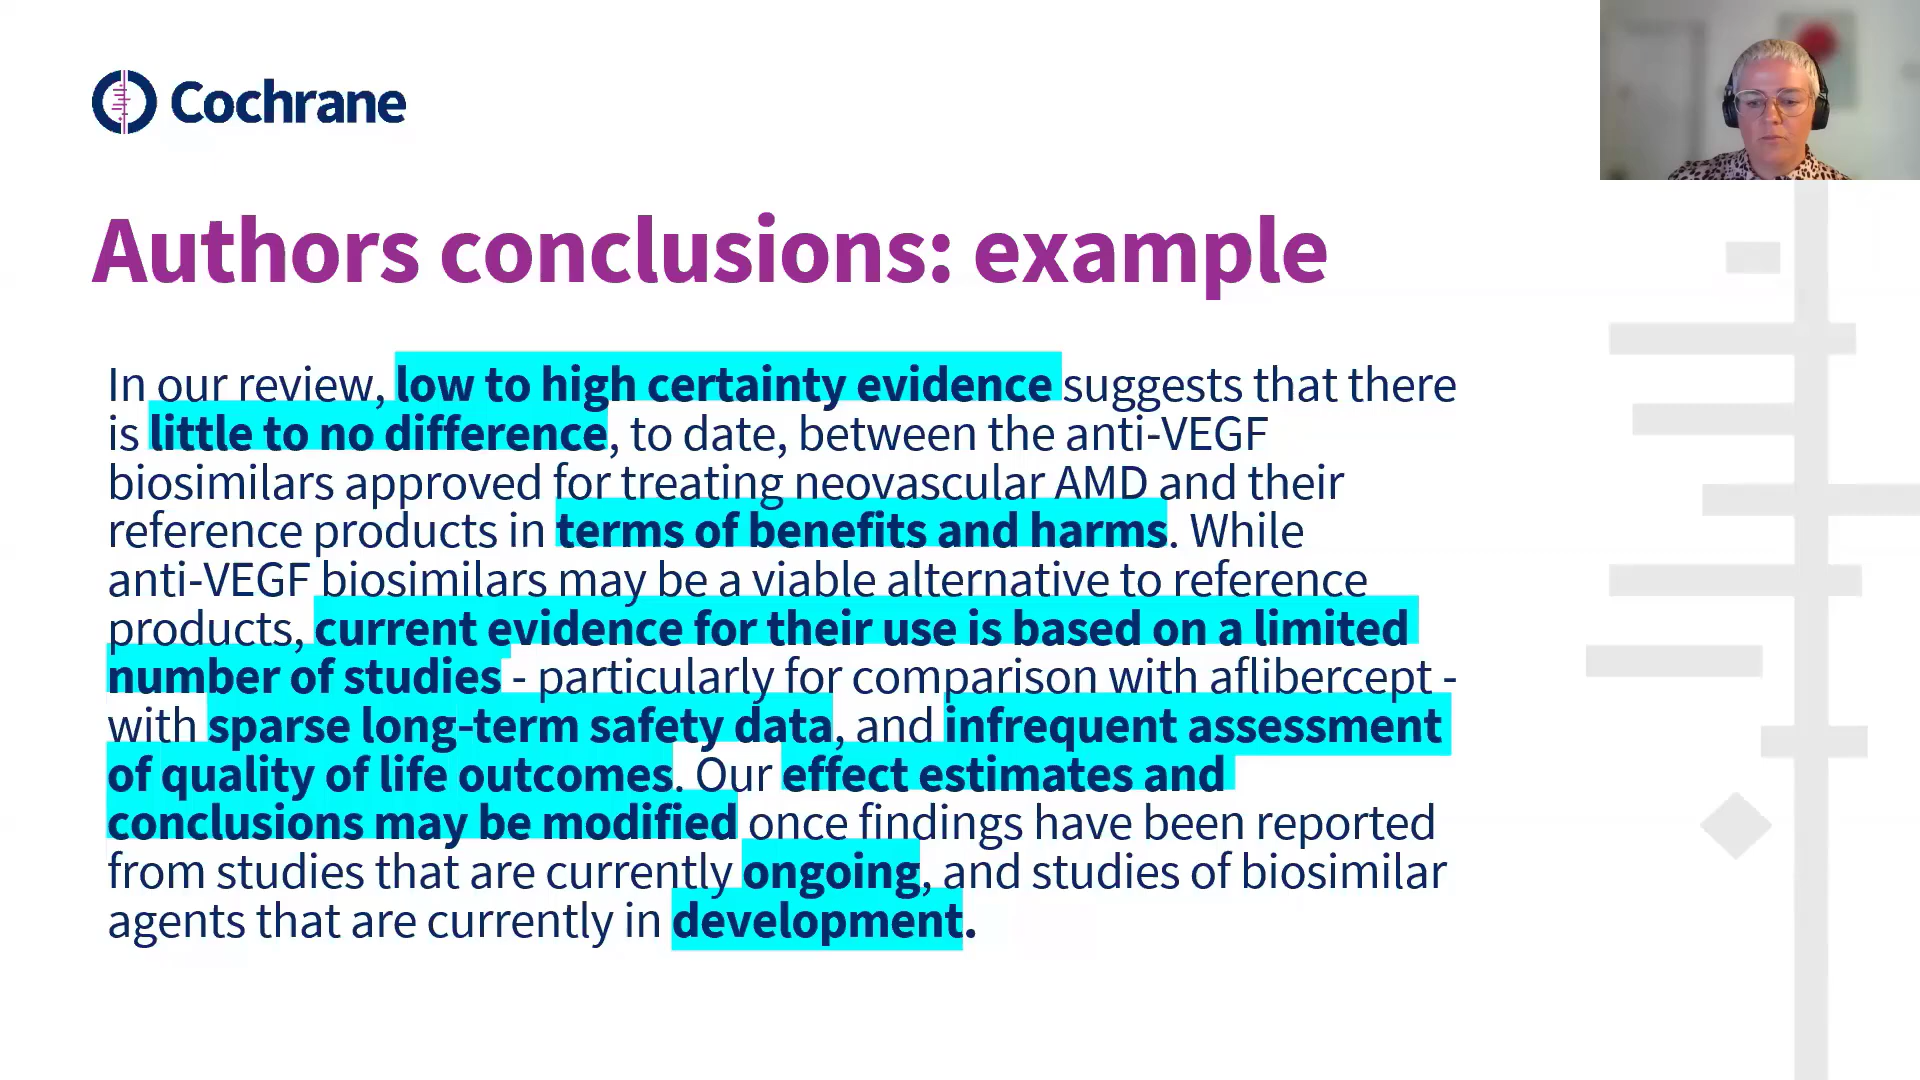 Cochrane
Authors conclusions: example
In our review, low to high certainty evidence suggests that there
is little to no difference, to date, between the anti-VEGF
biosimilars approved for treating neovascular AMD and their
reference products in terms of benefits and harms. While
anti-VEGF biosimilars may be a viable alternative to reference
products, current evidence for their use is based on a limited
number of studies - particularly for comparison with aflibercept -
with sparse long-term safety data, and infrequent assessment
of quality of life outcomes. Our effect estimates and
conclusions may be modified once findings have been reported
from studies that are currently ongoing, and studies of biosimilar
agents that are currently in development.